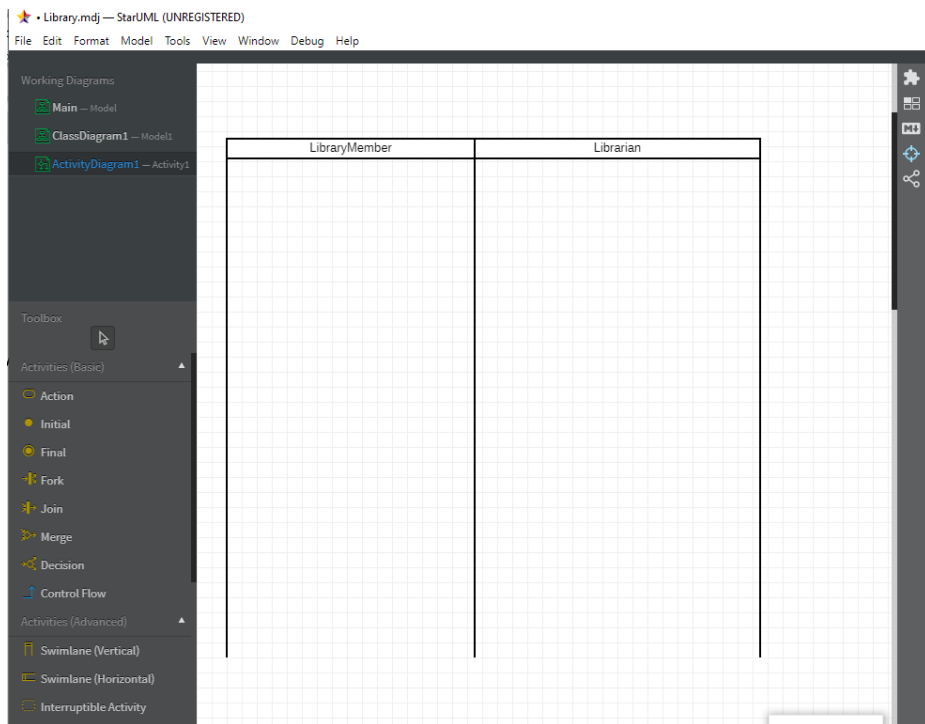 • Library.mdj — StarUML (UNREGISTERED)
File Edit Format Model Tools View Window Debug Help
Working Diagrams
Main — Model
ClassDiagram1 — Model1
ActivityDiagram1 — Activity1
LibraryMember Librarian
Toolbox
Activities (Basic)
Action
Initial
Final
Fork
Join
Merge
Decision
Control Flow
Activities (Advanced)
Swimlane (Vertical)
Swimlane (Horizontal)
Interruptible Activity